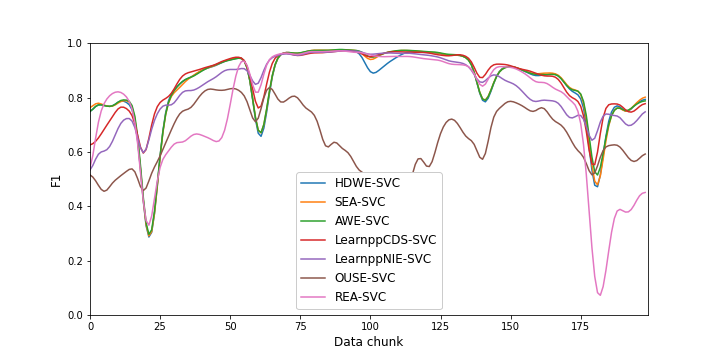 1.0
0.8
0.6
0.4
0.2
0.0
F1
HDWE-SVC
SEA-SVC
AWE-SVC
LearnppCDS-SVC
LearnppNIE-SVC
OUSE-SVC
REA-SVC
0 25 50 75 100 125 150 175
Data chunk